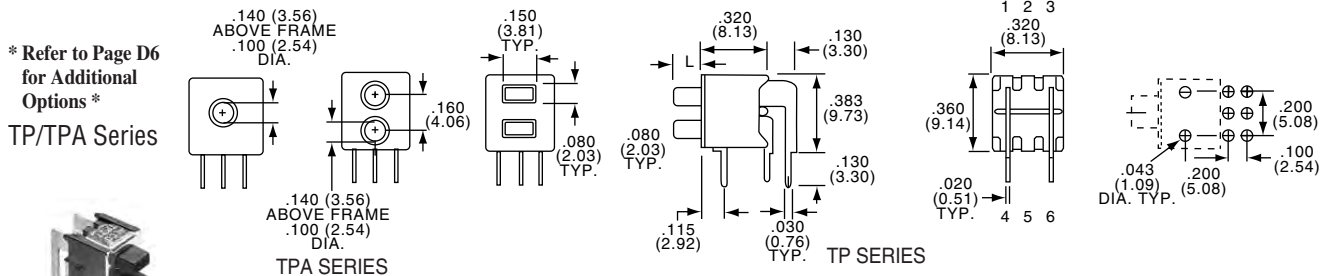 * Refer to Page D6
for Additional
Options *
TP/TPA Series
.140 (3.56)
ABOVE FRAME
.100 (2.54)
DIA.
.160
(4.06)
.140 (3.56)
ABOVE FRAME
.100 (2.54)
DIA.
TPA SERIES
.150
(3.81)
TYP.
.080
(2.03)
TYP.
.320
(8.13)
.130
(3.30)
L
.383
(9.73)
.080
(2.03)
TYP.
.130
(3.30)
.115
(2.92)
.030
(0.76)
TYP.
TP SERIES
1 2 3
.320
(8.13)
.360
(9.14)
.020
(0.51)
TYP.
4 5 6
.200
(5.08)
.100
(2.54)
.043
(1.09)
DIA. TYP.
.200
(5.08)